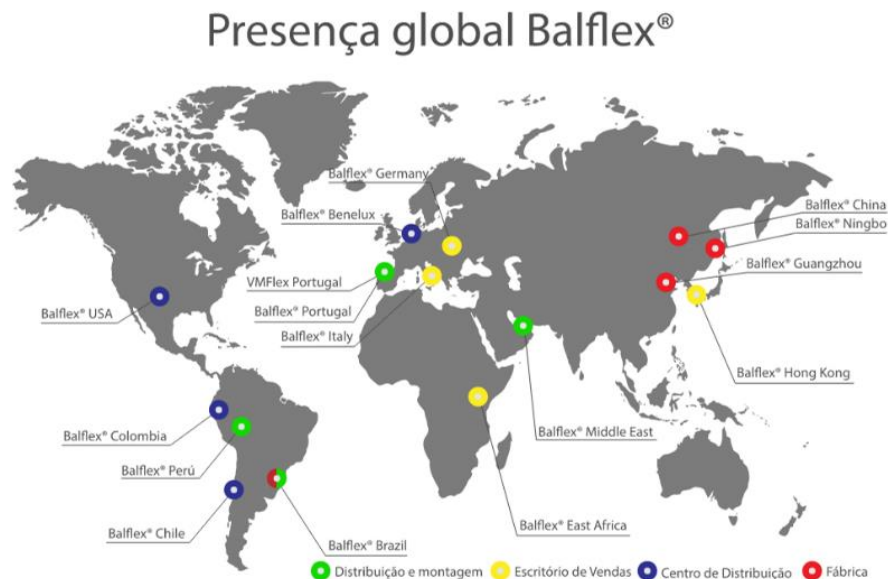 Presença global Balflex®
Balflex® Germany
Balflex® Benelux
VMFlex Portugal
Balflex® Portugal
Balflex® Italy
Balflex® USA
Balflex® China
Balflex® Ningbo
Balflex® Guangzhou
Balflex® Hong Kong
Balflex® Middle East
Balflex® East Africa
Balflex® Colombia
Balflex® Perú
Balflex® Chile
Balflex® Brazil
Distribuição e montagem Escritório de Vendas Centro de Distribuição Fábrica